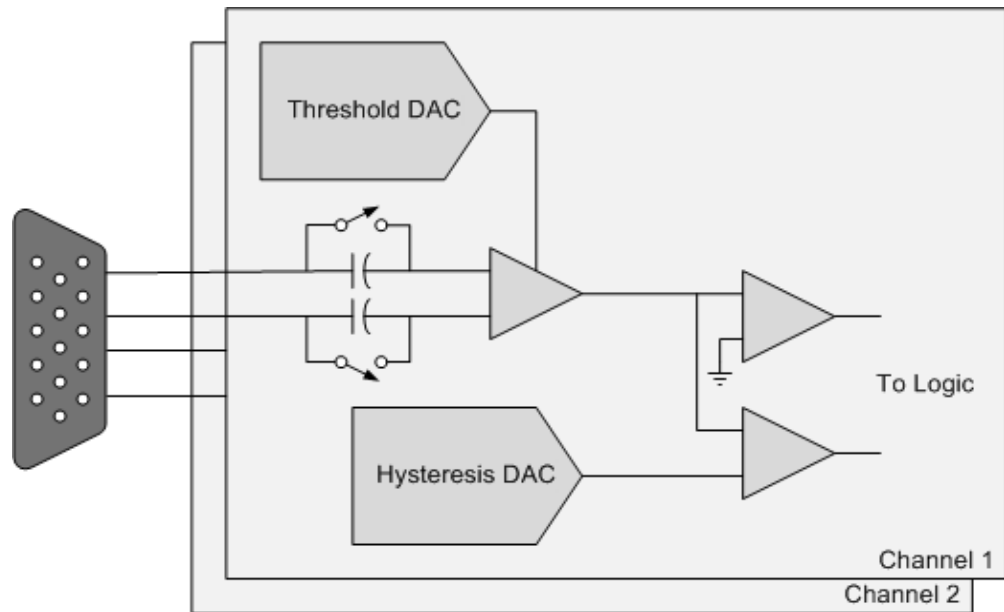 Threshold DAC
To Logic
Hysteresis DAC
Channel 1
Channel 2